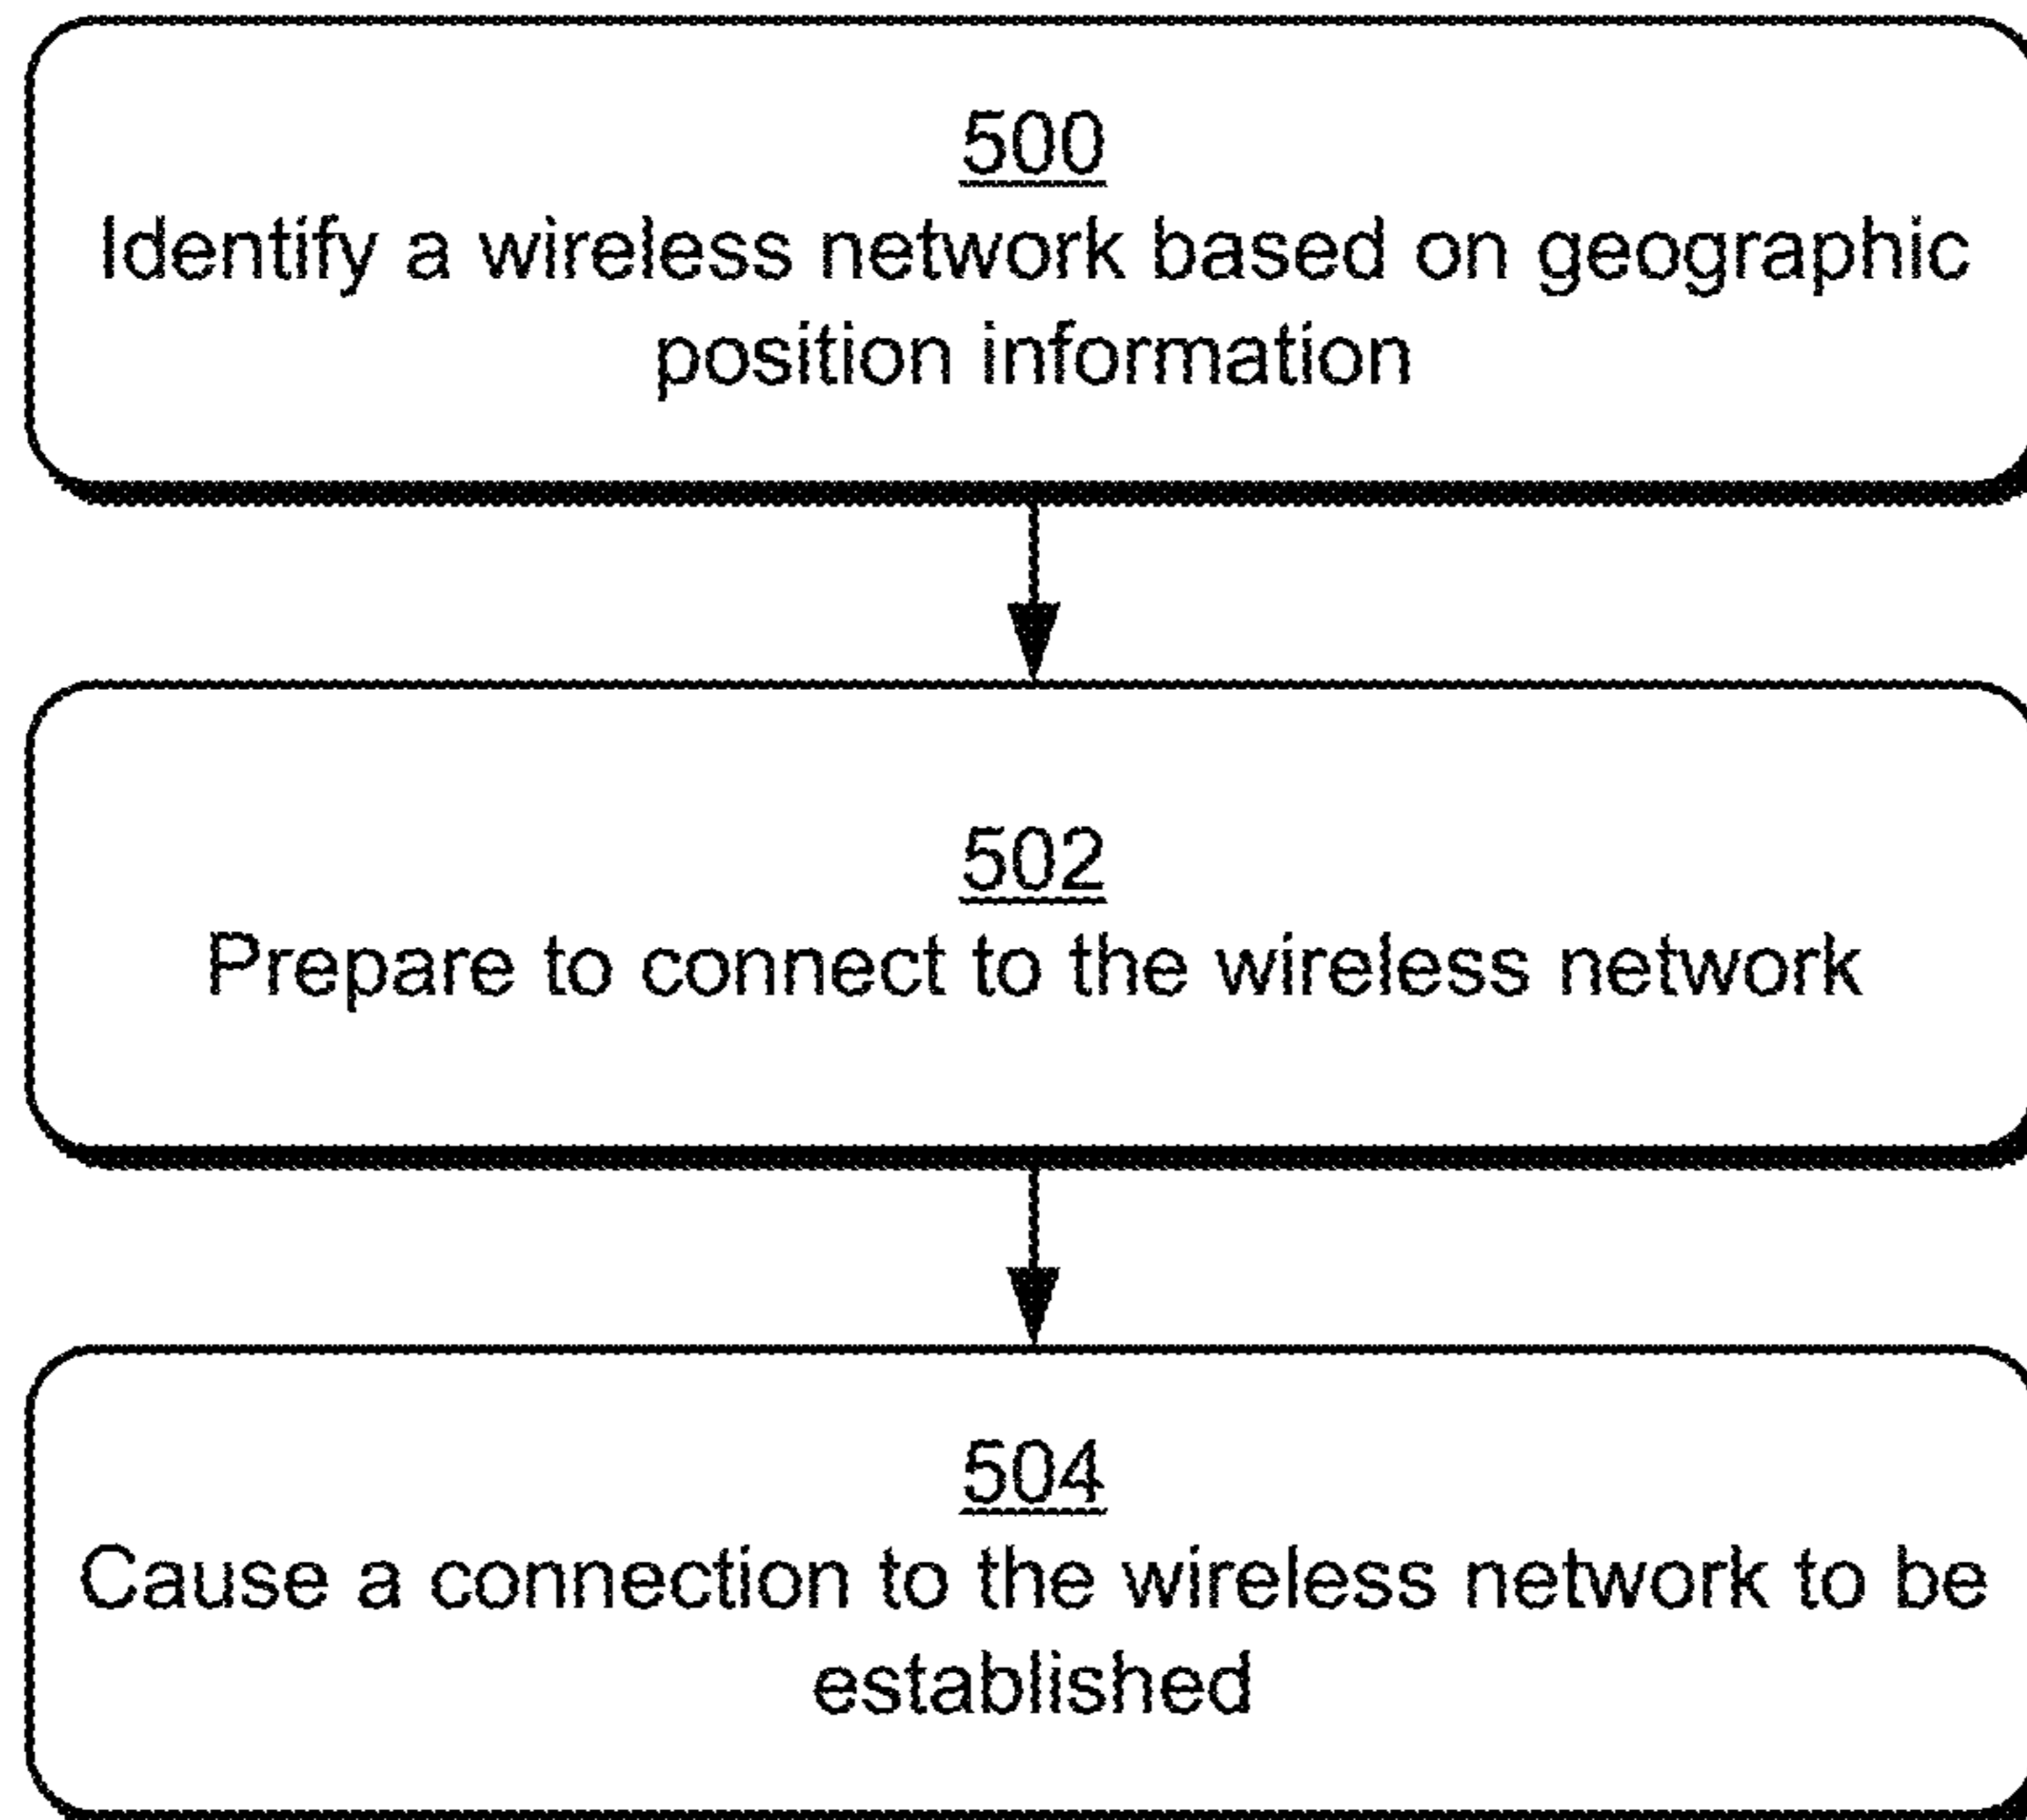 500
Identify a wireless network based on geographic
position information
502
Prepare to connect to the wireless network
504
Cause a connection to the wireless network to be
established